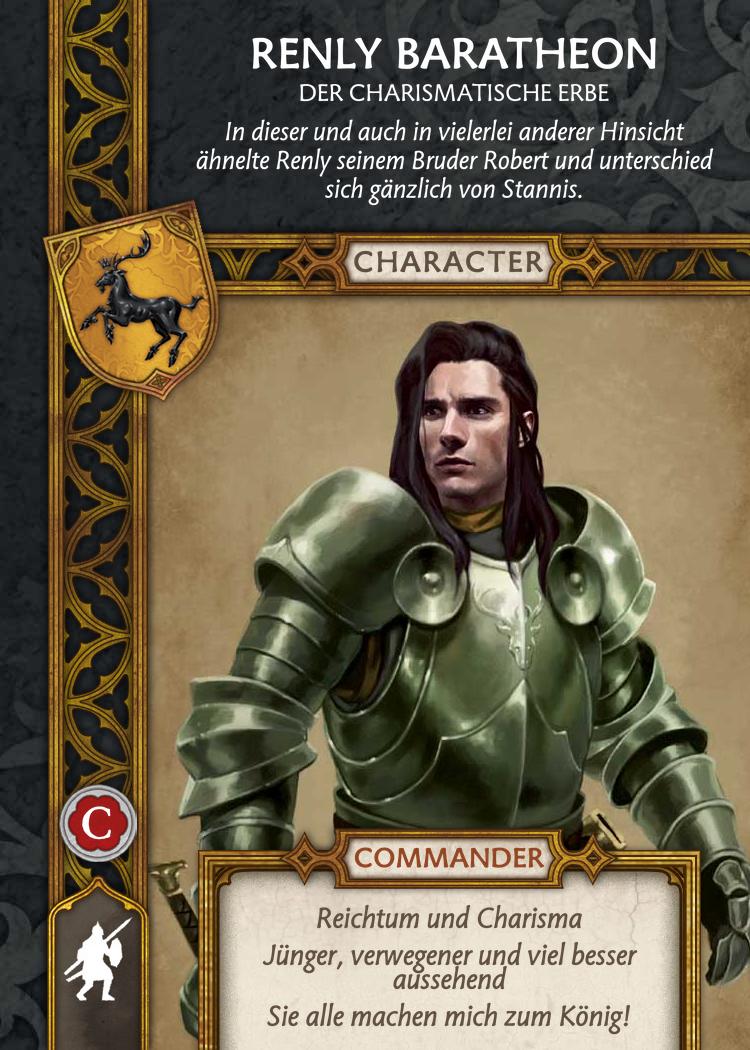 RENLY BARATHEON
DER CHARISMATISCHE ERBE
In dieser und auch in vielerlei anderer Hinsicht
ähnelte Renly seinem Bruder Robert und unterschied
sich gänzlich von Stannis.
CHARACTER
C
COMMANDER
Reichtum und Charisma
Jünger, verwegener und viel besser
aussehend
Sie alle machen mich zum König!